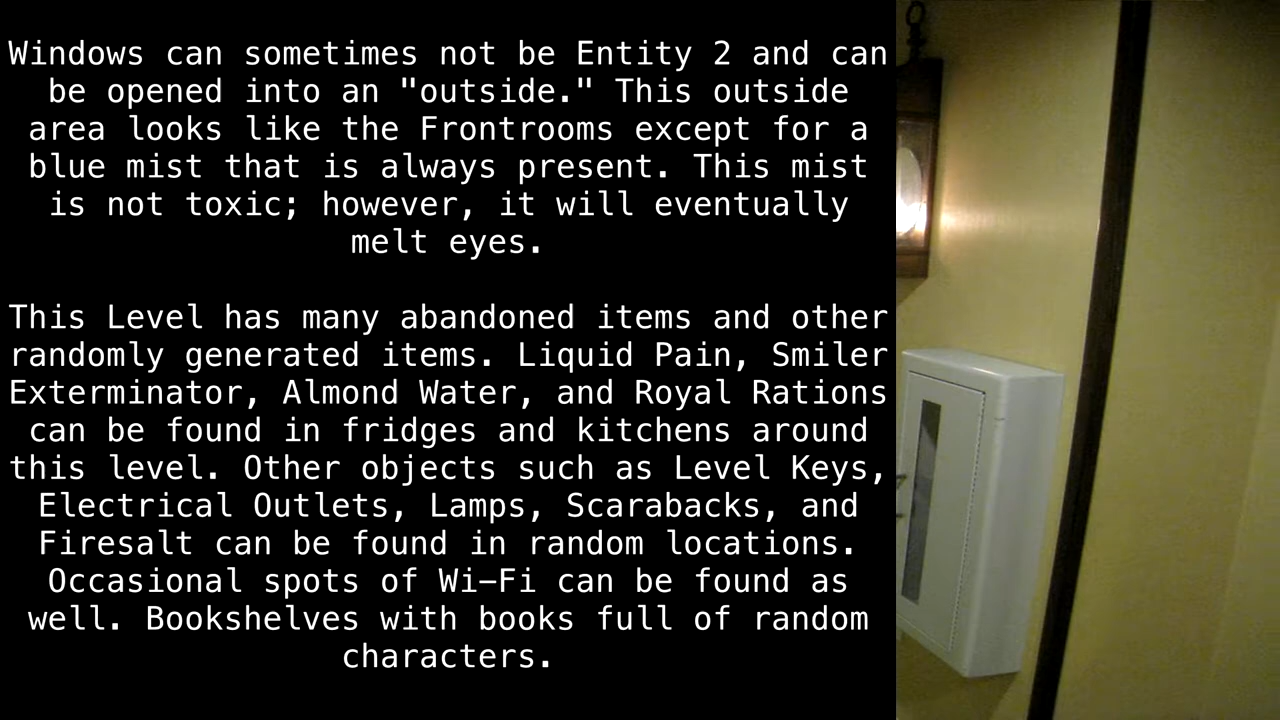 Windows can sometimes not be Entity 2 and can
be opened into an "outside." This outside
area looks like the Frontrooms except for a
blue mist that is always present. This mist
is not toxic; however, it will eventually
melt eyes.
This Level has many abandoned items and other
randomly generated items. Liquid Pain, Smiler
Exterminator, Almond Water, and Royal Rations
can be found in fridges and kitchens around
this level. Other objects such as Level Keys,
Electrical Outlets, Lamps, Scarabacks, and
Firesalt can be found in random locations.
Occasional spots of Wi-Fi can be found as
well. Bookshelves with books full of random
characters.